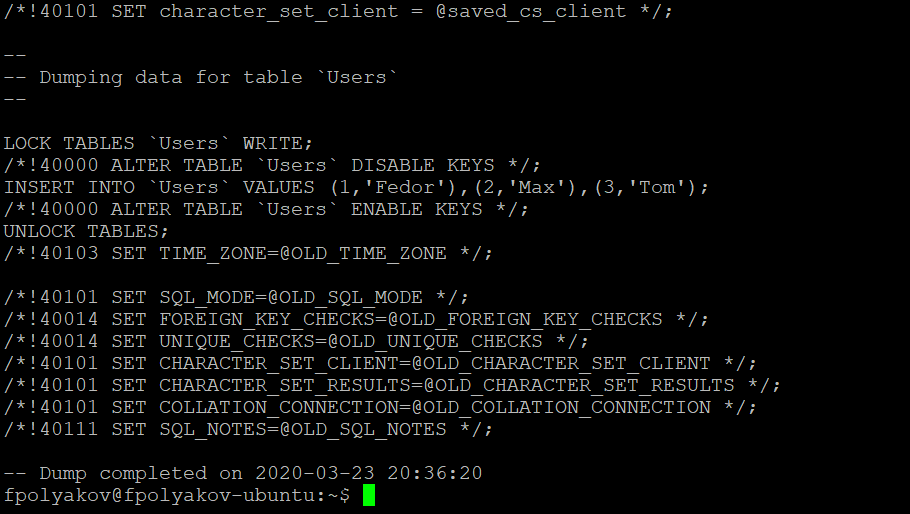 /*!40101 SET character_set_client = @saved_cs_client */;
--
-- Dumping data for table `Users`
--
LOCK TABLES `Users` WRITE;
/*!40000 ALTER TABLE `Users` DISABLE KEYS */;
INSERT INTO `Users` VALUES (1,'Fedor'),(2,'Max'),(3,'Tom');
/*!40000 ALTER TABLE `Users` ENABLE KEYS */;
UNLOCK TABLES;
/*!40103 SET TIME_ZONE=@OLD_TIME_ZONE */;
/*!40101 SET SQL_MODE=@OLD_SQL_MODE */;
/*!40014 SET FOREIGN_KEY_CHECKS=@OLD_FOREIGN_KEY_CHECKS */;
/*!40014 SET UNIQUE_CHECKS=@OLD_UNIQUE_CHECKS */;
/*!40101 SET CHARACTER_SET_CLIENT=@OLD_CHARACTER_SET_CLIENT */;
/*!40101 SET CHARACTER_SET_RESULTS=@OLD_CHARACTER_SET_RESULTS */;
/*!40101 SET COLLATION_CONNECTION=@OLD_COLLATION_CONNECTION */;
/*!40111 SET SQL_NOTES=@OLD_SQL_NOTES */;
-- Dump completed on 2020-03-23 20:36:20
fpolyakov@fpolyakov-ubuntu:~$